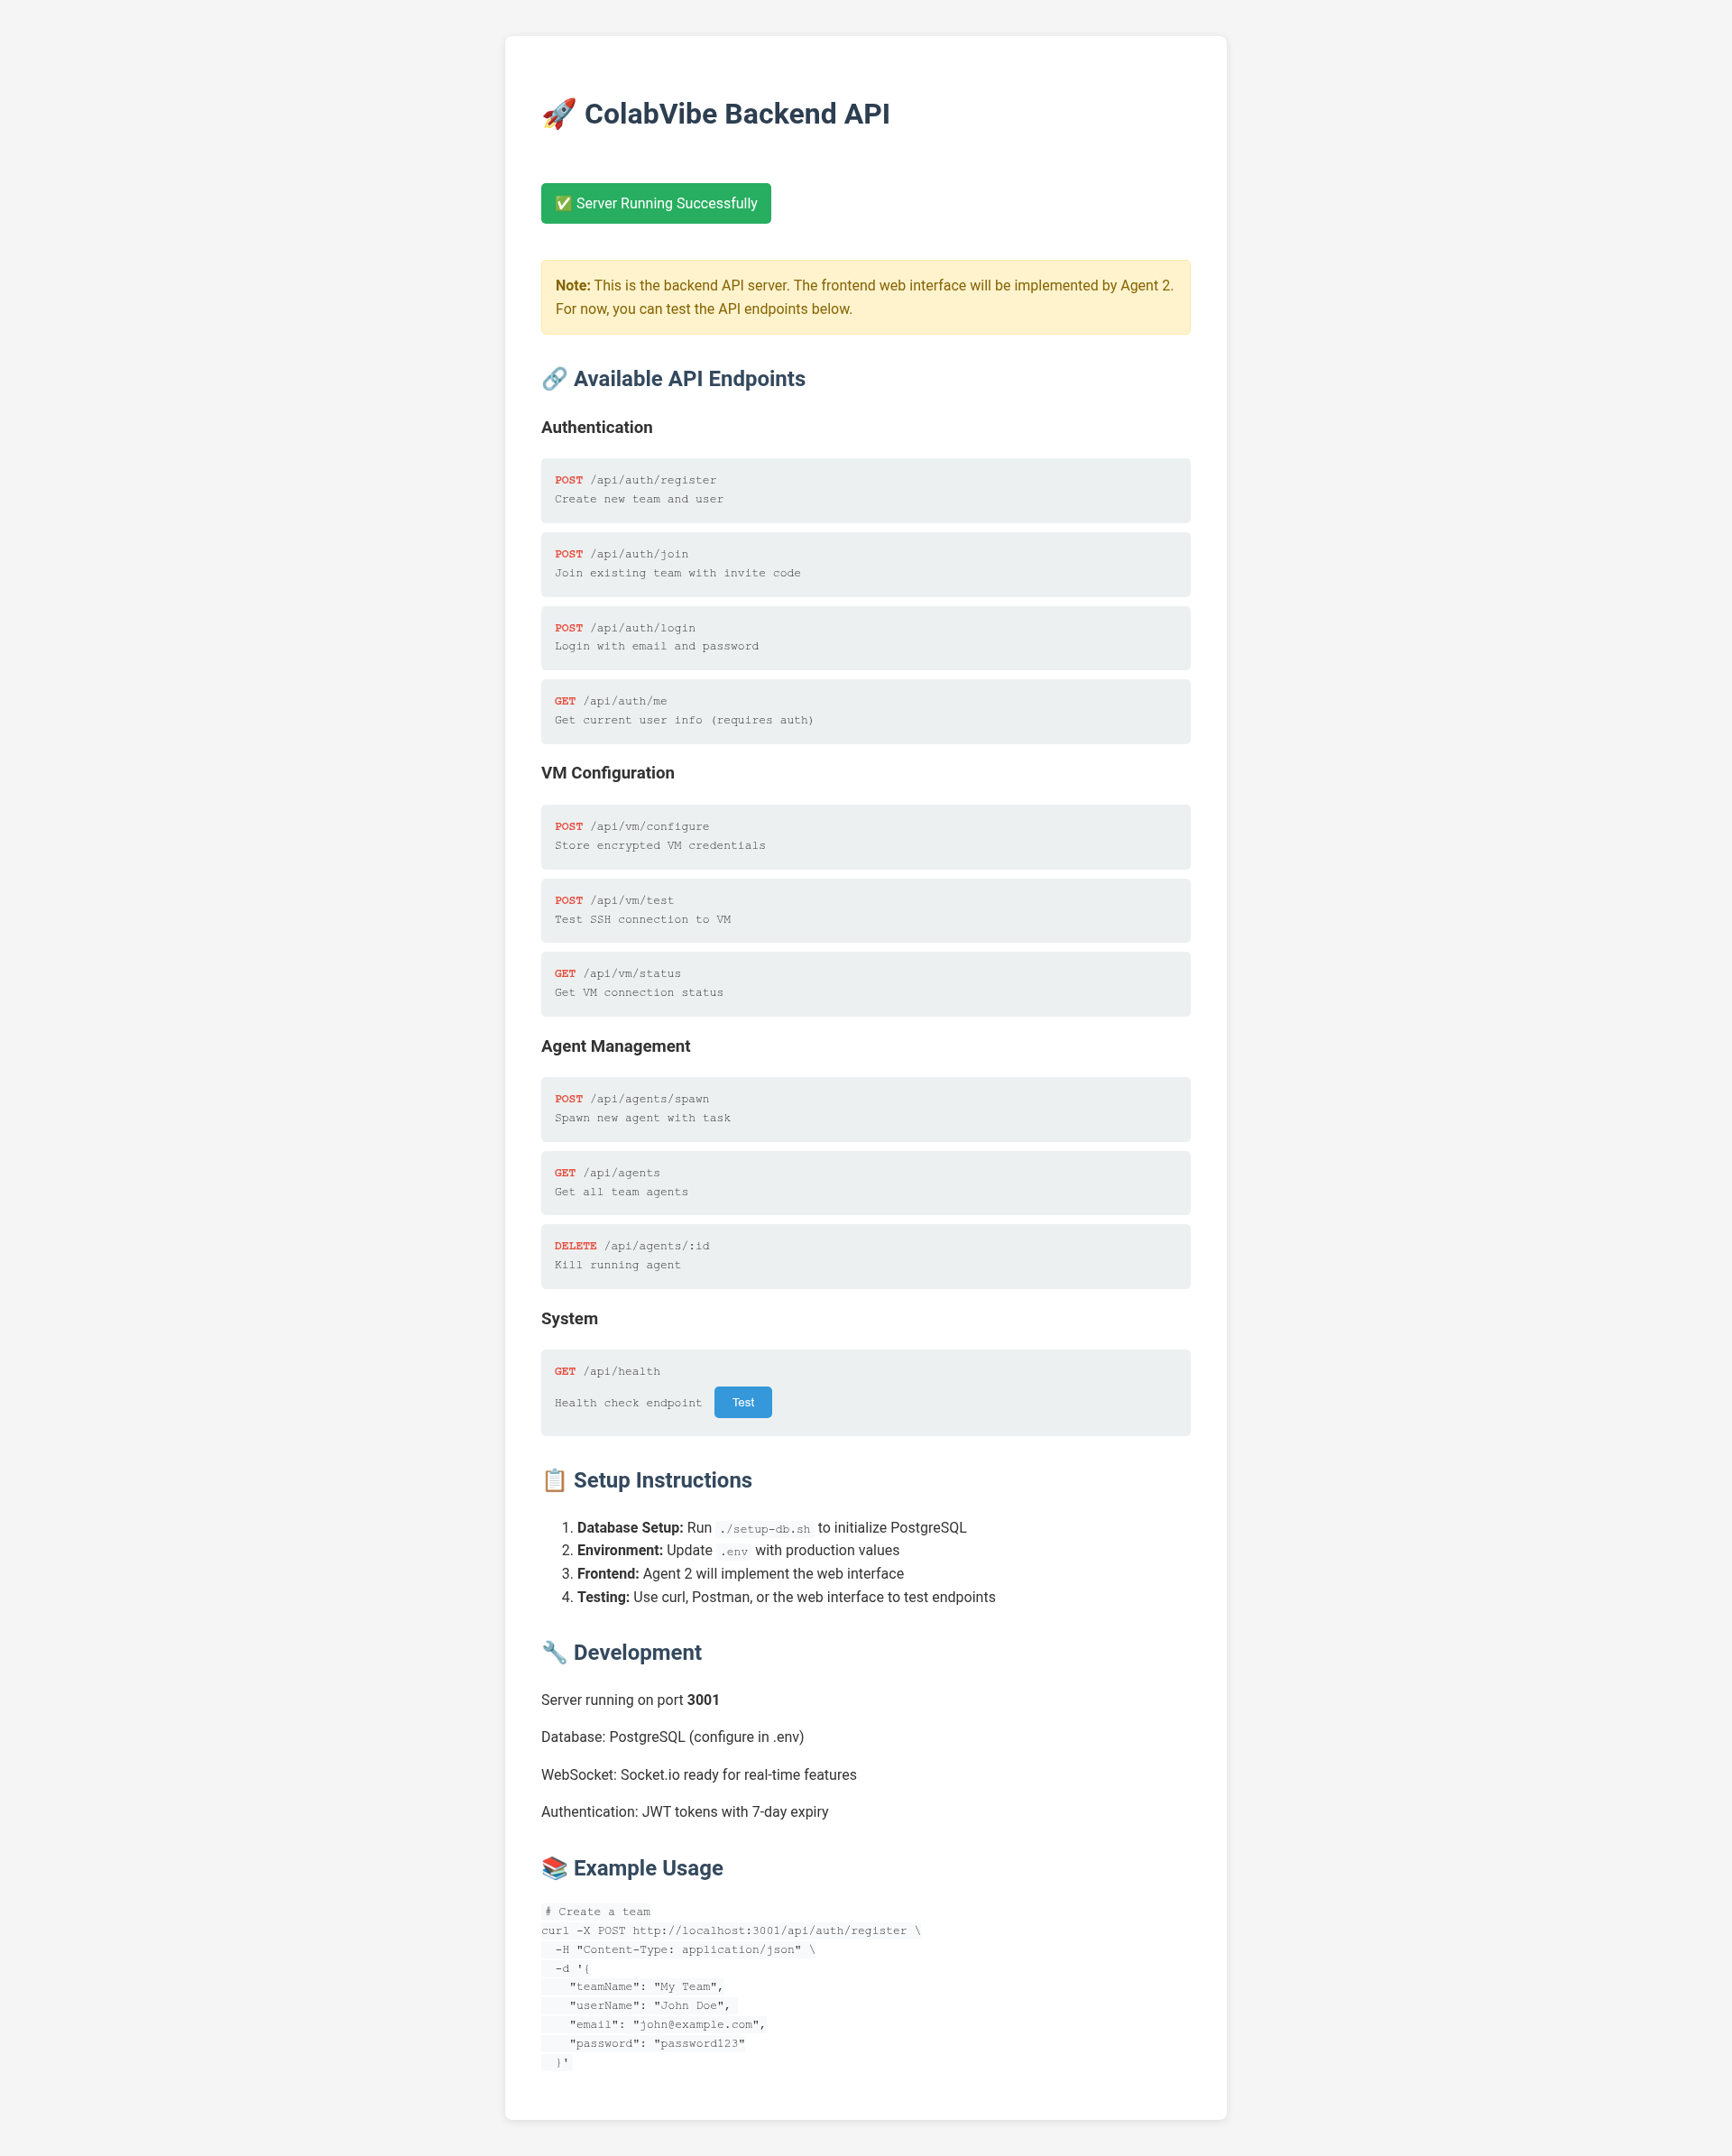 🚀 ColabVibe Backend API
✅ Server Running Successfully
Note: This is the backend API server. The frontend web interface will be implemented by Agent 2.
For now, you can test the API endpoints below.
🔗 Available API Endpoints
Authentication
POST /api/auth/register
Create new team and user
POST /api/auth/join
Join existing team with invite code
POST /api/auth/login
Login with email and password
GET /api/auth/me
Get current user info (requires auth)
VM Configuration
POST /api/vm/configure
Store encrypted VM credentials
POST /api/vm/test
Test SSH connection to VM
GET /api/vm/status
Get VM connection status
Agent Management
POST /api/agents/spawn
Spawn new agent with task
GET /api/agents
Get all team agents
DELETE /api/agents/:id
Kill running agent
System
GET /api/health
Health check endpoint Test
📋 Setup Instructions
1. Database Setup: Run ./setup-db.sh to initialize PostgreSQL
2. Environment: Update .env with production values
3. Frontend: Agent 2 will implement the web interface
4. Testing: Use curl, Postman, or the web interface to test endpoints
🔧 Development
Server running on port 3001
Database: PostgreSQL (configure in .env)
WebSocket: Socket.io ready for real-time features
Authentication: JWT tokens with 7-day expiry
📚 Example Usage
# Create a team
curl -X POST http://localhost:3001/api/auth/register \
  -H "Content-Type: application/json" \
  -d '{
    "teamName": "My Team",
    "userName": "John Doe",
    "email": "john@example.com",
    "password": "password123"
  }'